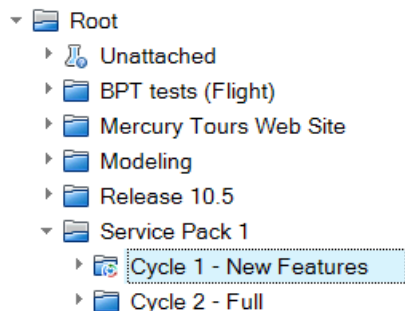 Root
Unattached
BPT tests (Flight)
Mercury Tours Web Site
Modeling
Release 10.5
Service Pack 1
Cycle 1 - New Features
Cycle 2 - Full